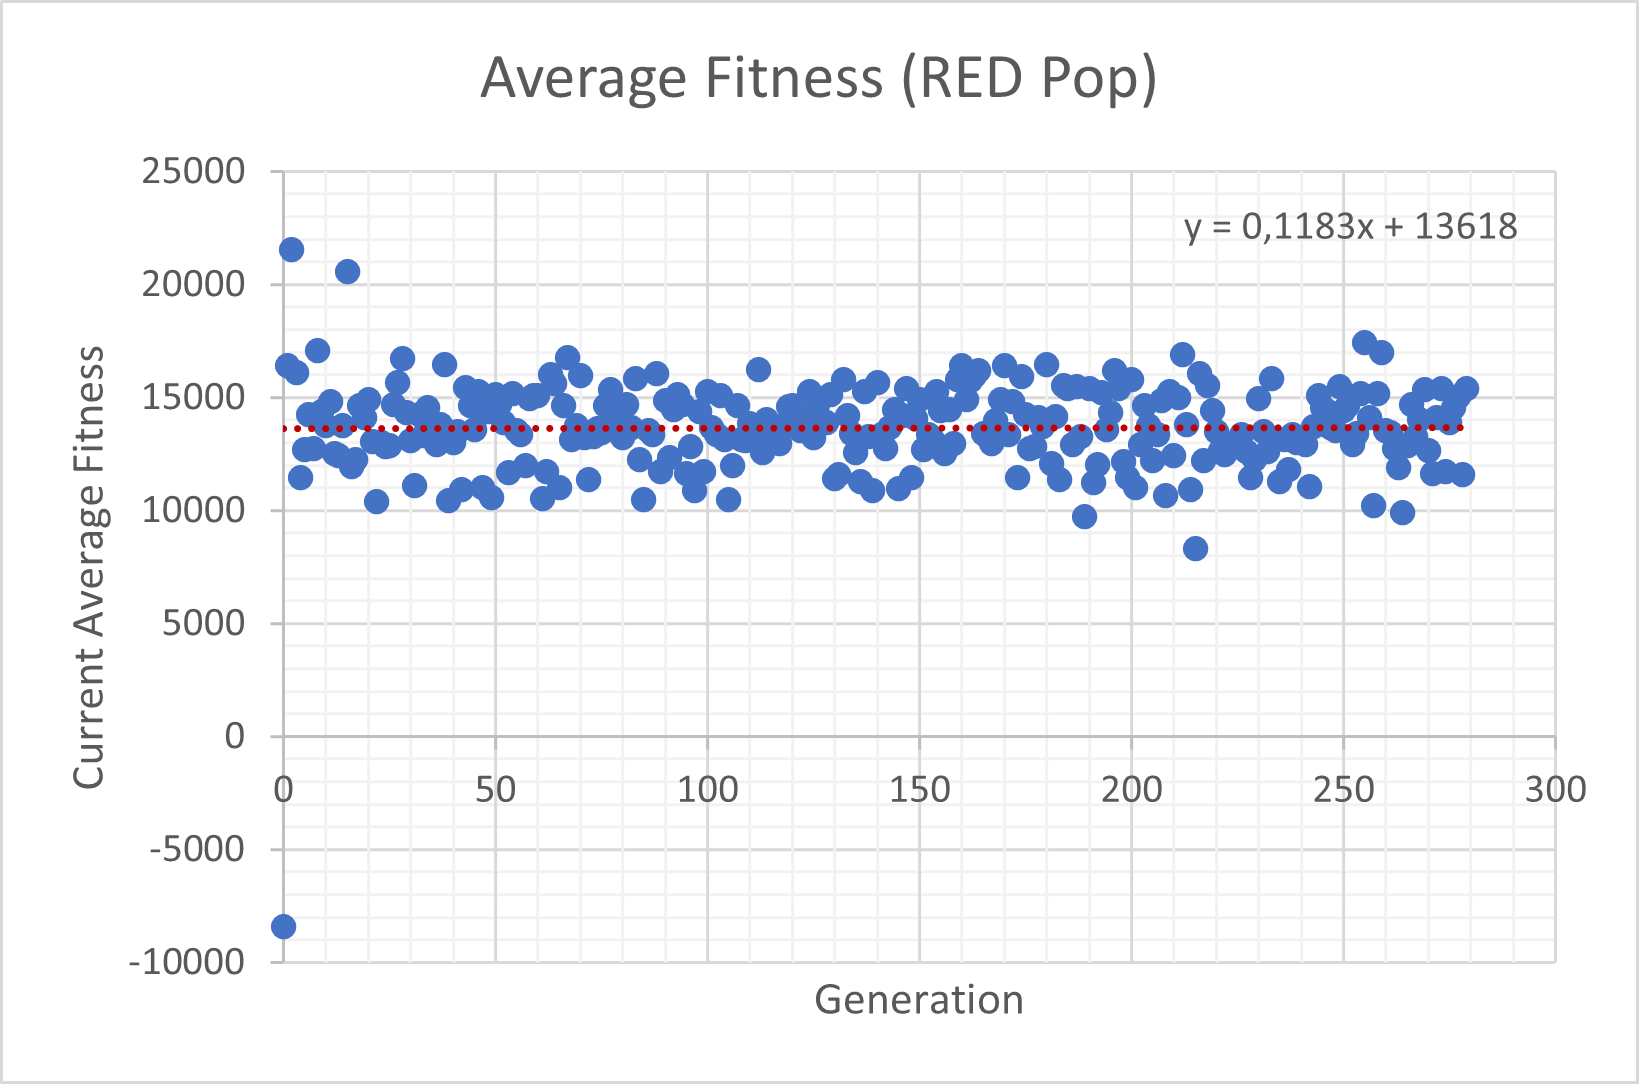 Average Fitness (RED Pop)
25000
y = 0,1183x + 13618
20000
15000
10000
5000
0
-5000
-10000
0 50 100 150 200 250 300
Current Average Fitness
Generation